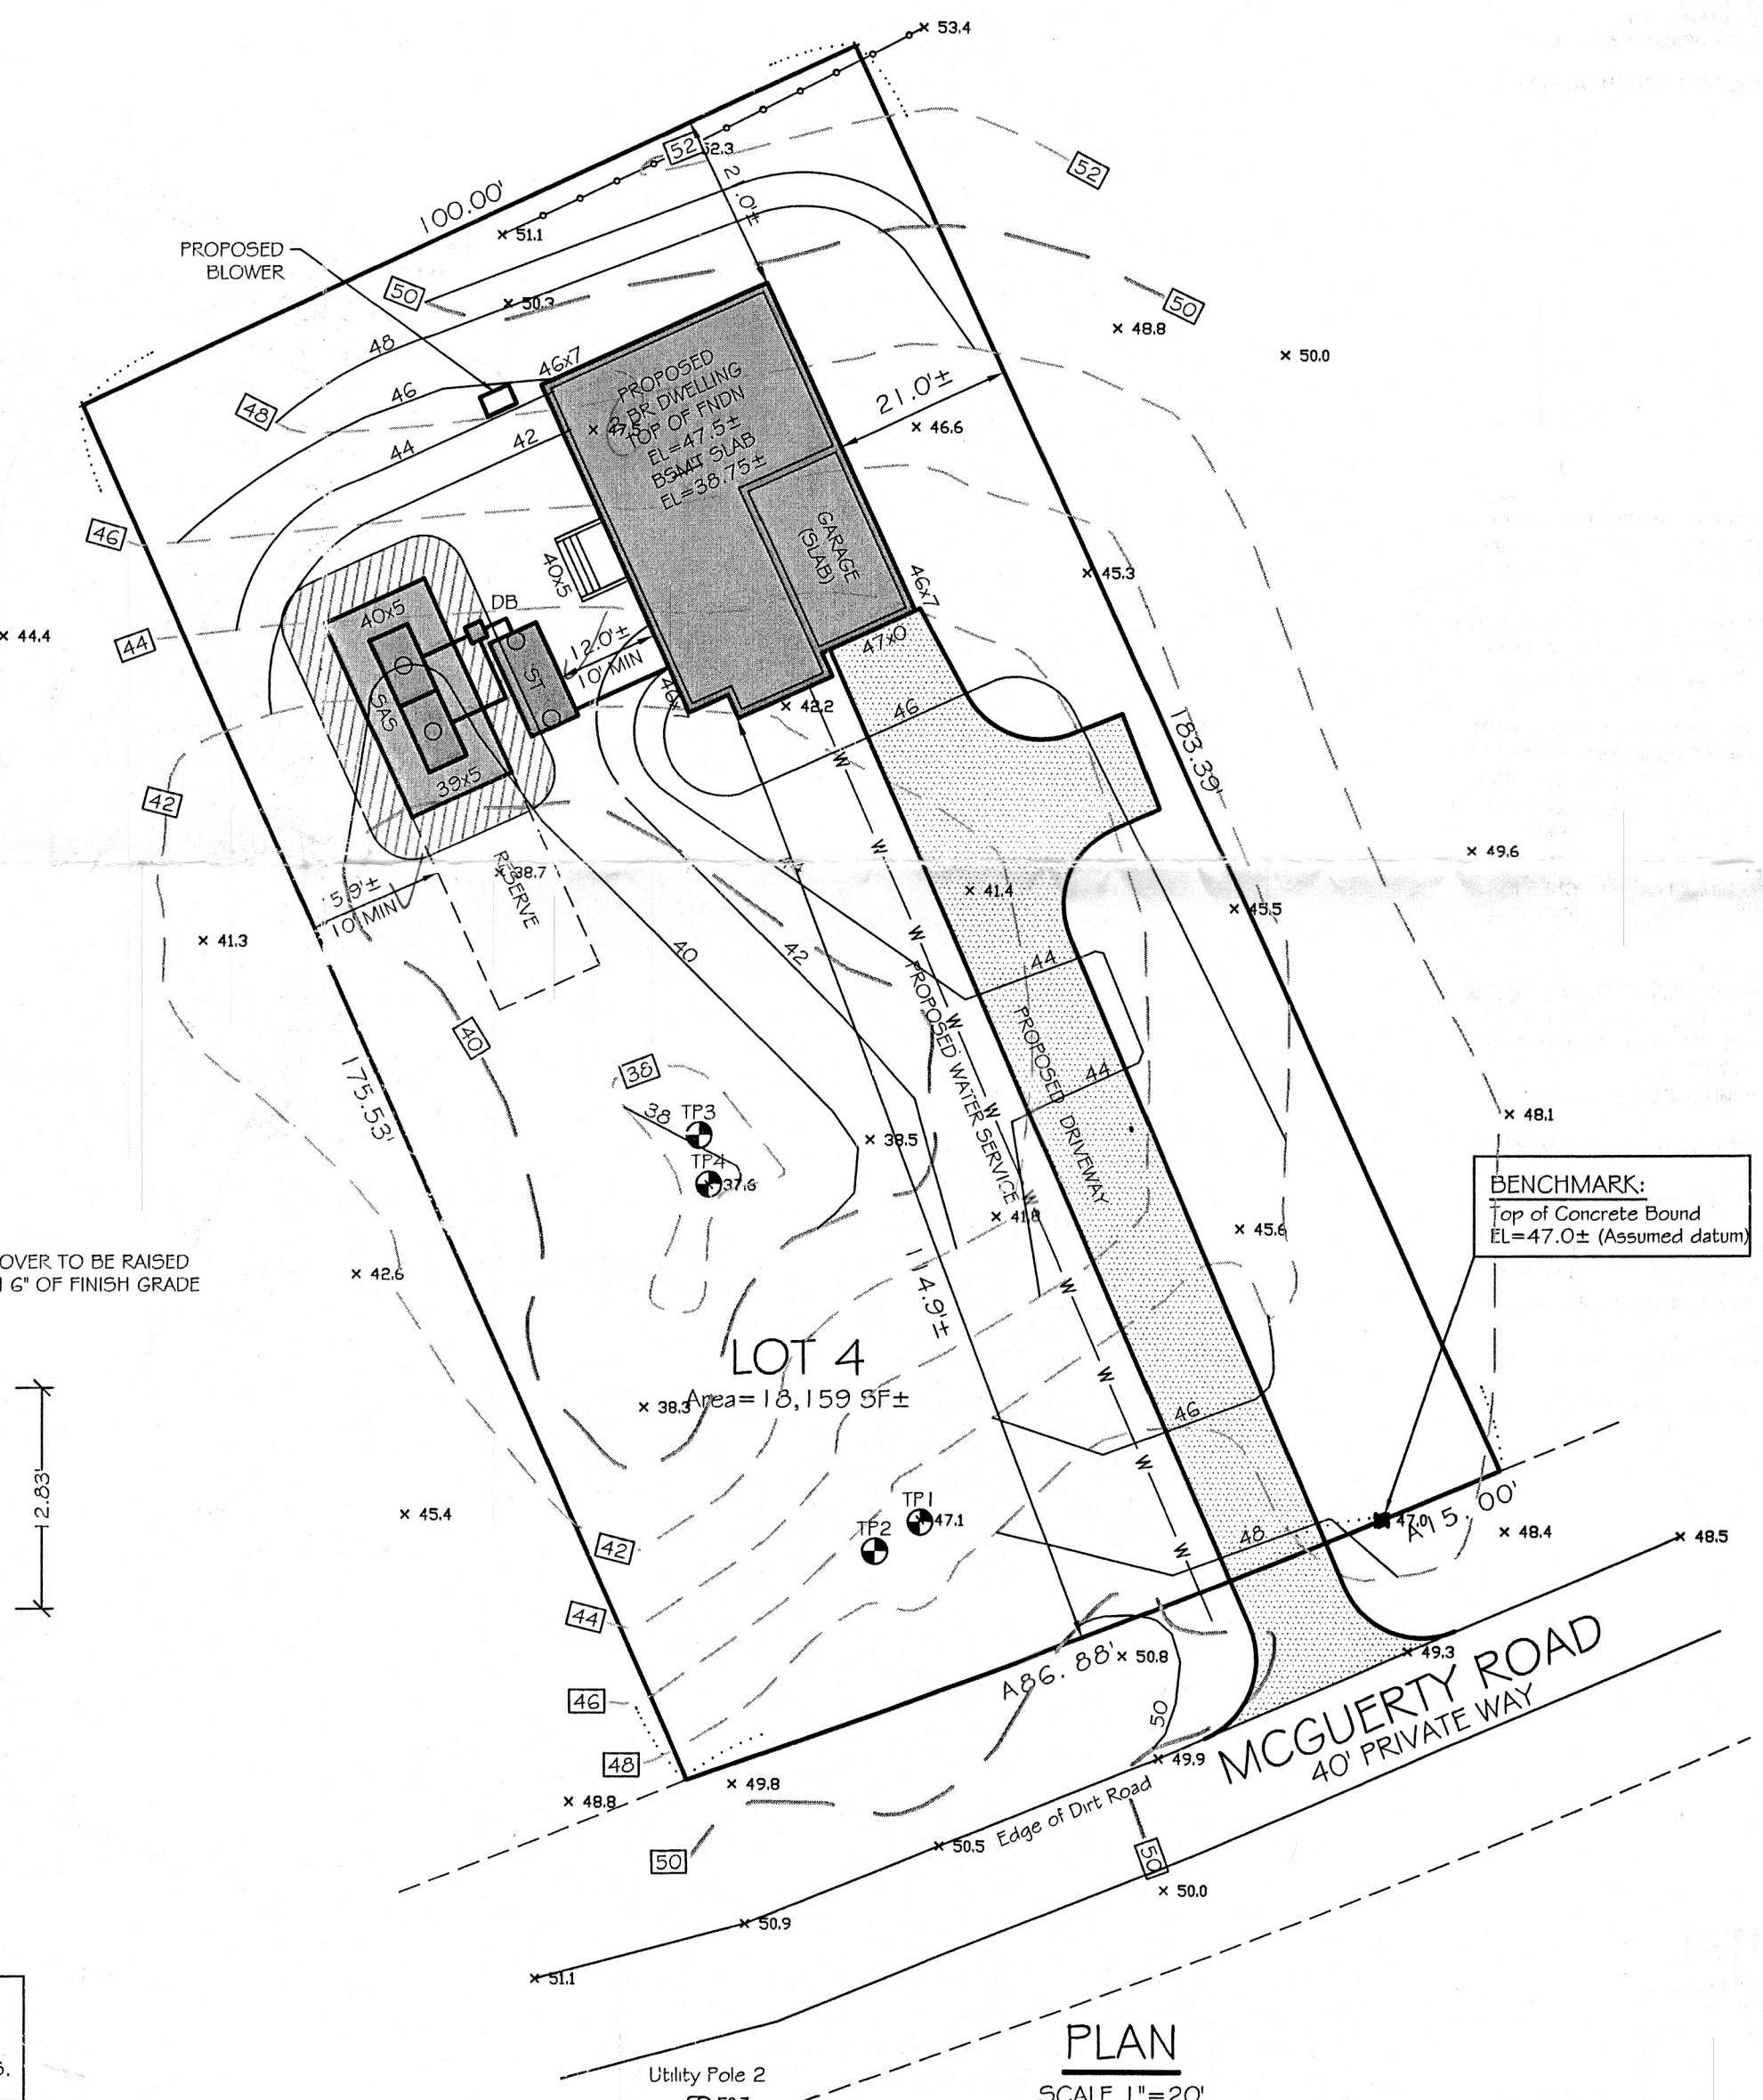 53.4
52
52.3
52
100.00'
2 .0'±
51.1
PROPOSED
BLOWER
50
50.3
50
48.8
50.0
48
46
46x7
48
44
42
PROPOSED
2 BR DWELLING
TOP OF FNDN
EL=47.5±
BSMT SLAB
EL=38.75±
47.5
21.0'±
46.6
46
GARAGE
(SLAB)
40x5
45.3
46x7
44.4
44
40x5
DB
12.0'±
10' MIN
ST
SAS
47x0
46x7
42.2
46
183.39'
42
39x5
W
49.6
RESERVE
38.7
41.4
45.5
5.9'±
10' MIN
41.3
40
42
44
PROPOSED WATER SERVICE
PROPOSED DRIVEWAY
40
38
38
TP3
TP4
37.6
44
38.5
48.1
175.53'
BENCHMARK:
Top of Concrete Bound
EL=47.0± (Assumed datum)
41.8
45.6
OVER TO BE RAISED
6" OF FINISH GRADE
42.6
114.9'±
LOT 4
Area=18,159 SF±
38.3
46
12.83'
45.4
TP1
47.1
TP2
48
47.0
A15.00'
48.4
48.5
42
44
46
48
A86.88'
50.8
49.3
50
49.9
MCGUERTY ROAD
40' PRIVATE WAY
49.8
48.8
50.5
Edge of Dirt Road
50
50
50.0
50.9
51.1
PLAN
SCALE 1"=20'
Utility Pole 2